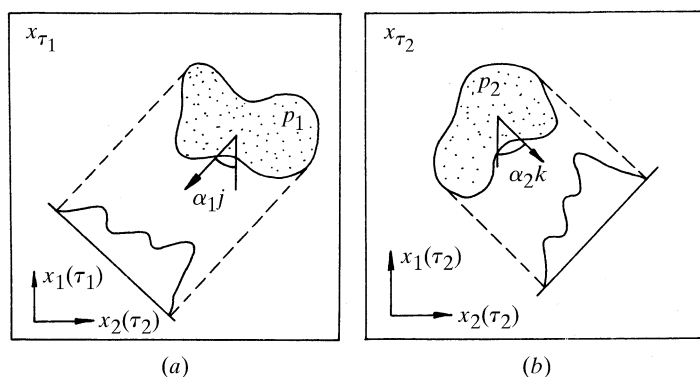 x_{τ_1}
p_1
α_1 j
x_1(τ_1)
x_2(τ_2)
(a)
x_{τ_2}
p_2
α_2 k
x_1(τ_2)
x_2(τ_2)
(b)